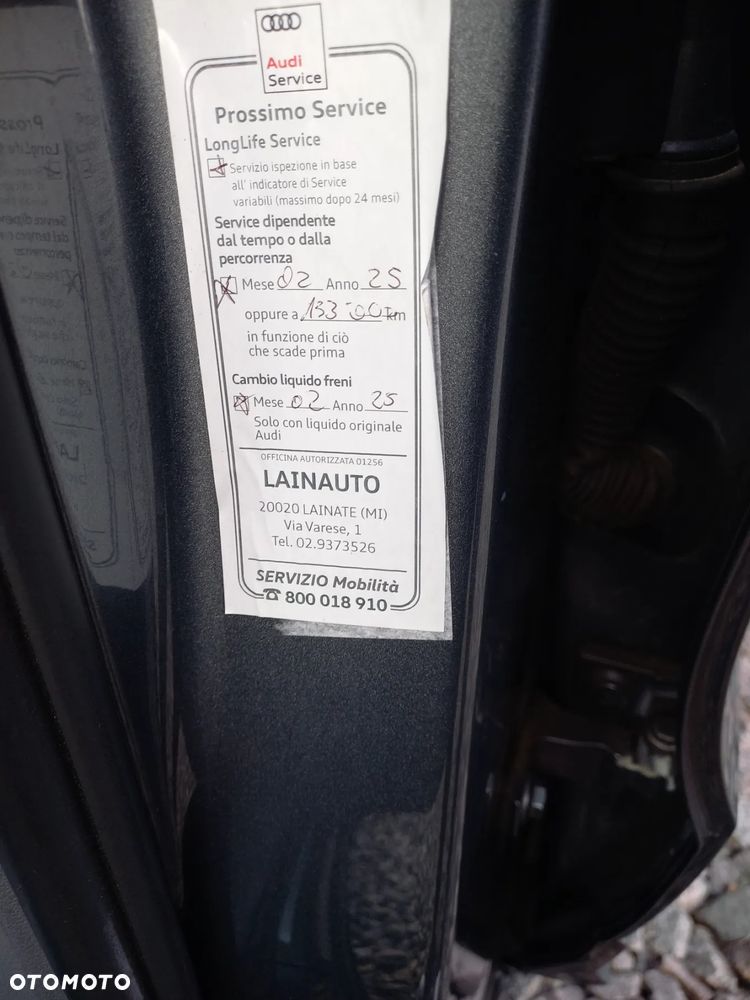 Audi
Service
Prossimo Service
LongLife Service
Servizio ispezione in base
all' indicatore di Service
variabili (massimo dopo 24 mesi)
Service dipendente
dal tempo o dalla
percorrenza
Mese 02 Anno 25
oppure a 133 000 km
in funzione di ciò
che scade prima
Cambio liquido freni
Mese 02 Anno 25
Solo con liquido originale
Audi
OFFICINA AUTORIZZATA 01256
LAINAUTO
20020 LAINATE (MI)
Via Varese, 1
Tel. 02.9373526
SERVIZIO Mobilità
☎ 800 018 910
OTOMOTO